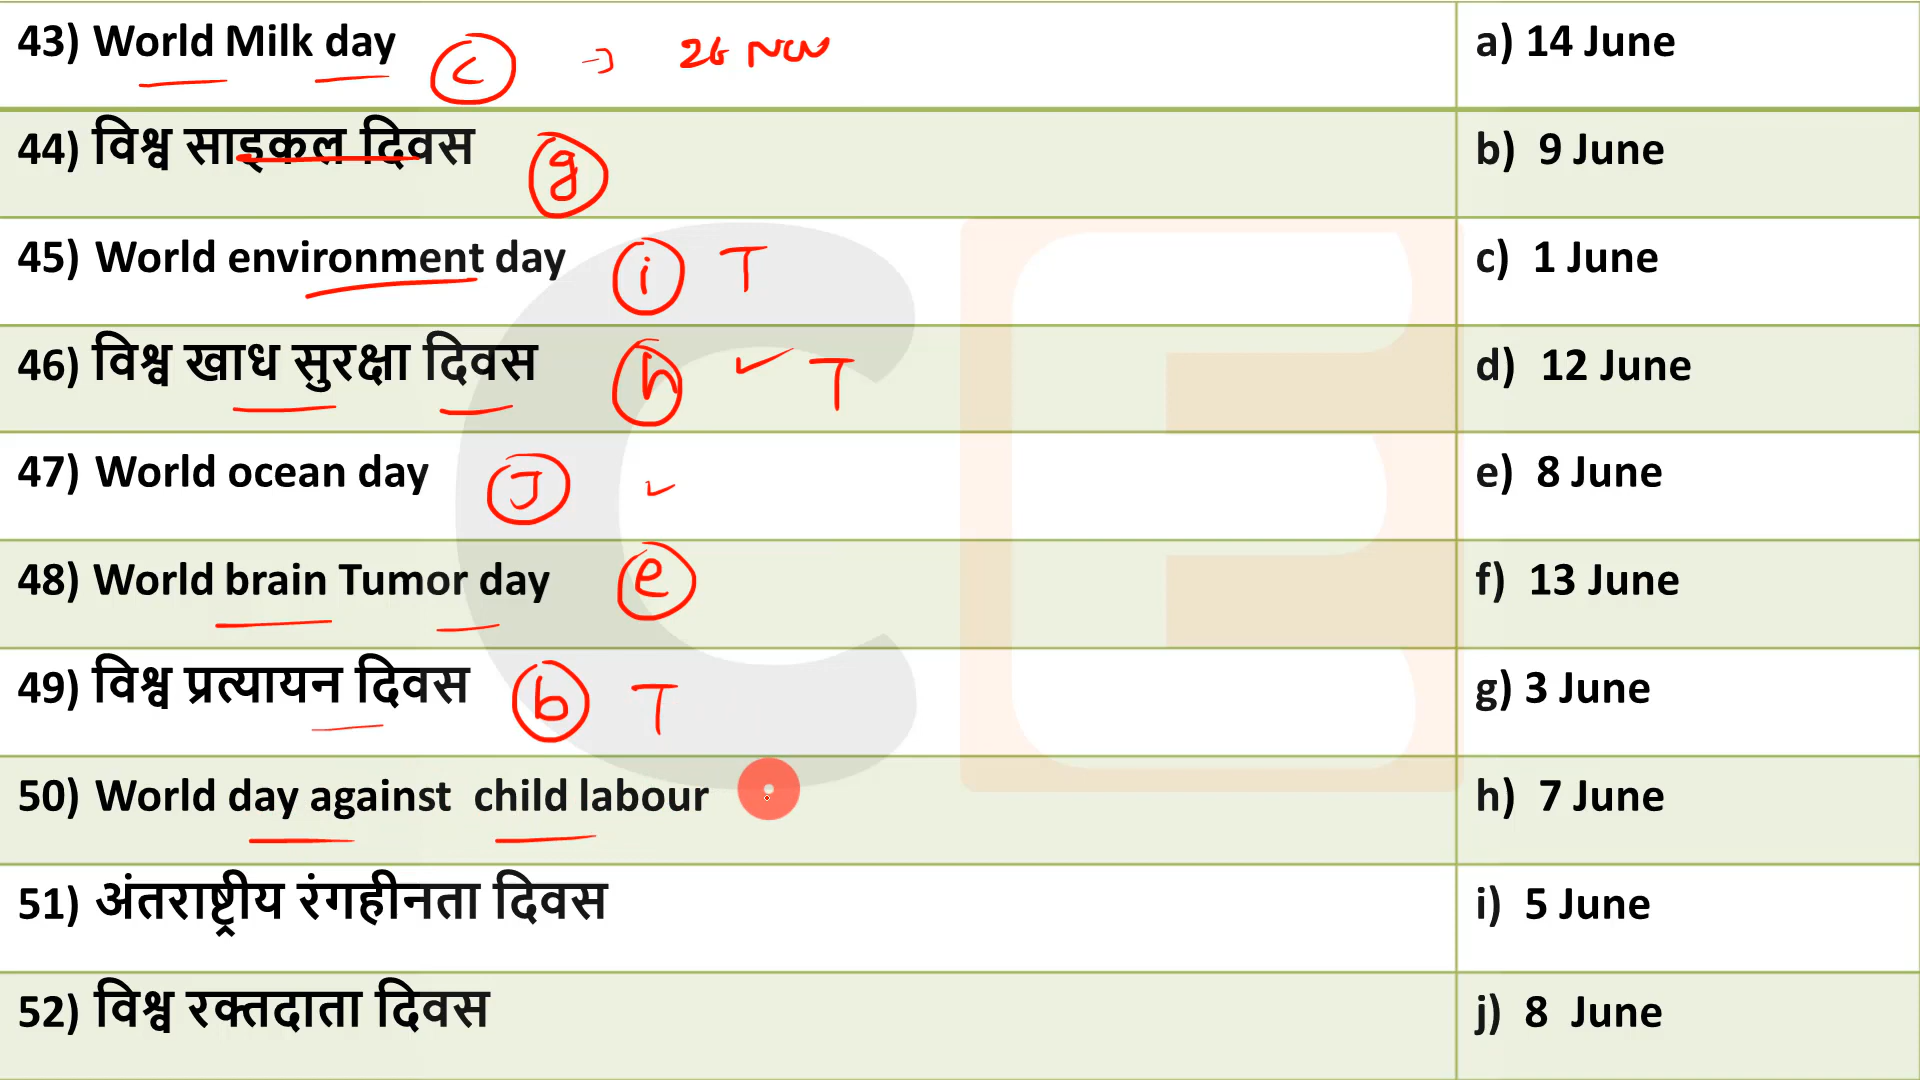 43) World Milk day c → 26 Nov a) 14 June
44) विश्व साइकल दिवस g b) 9 June
45) World environment day i T c) 1 June
46) विश्व खाध सुरक्षा दिवस h ✓ T d) 12 June
47) World ocean day J ✓ e) 8 June
48) World brain Tumor day e f) 13 June
49) विश्व प्रत्यायन दिवस b T g) 3 June
50) World day against child labour h) 7 June
51) अंतराष्ट्रीय रंगहीनता दिवस i) 5 June
52) विश्व रक्तदाता दिवस j) 8 June
CE